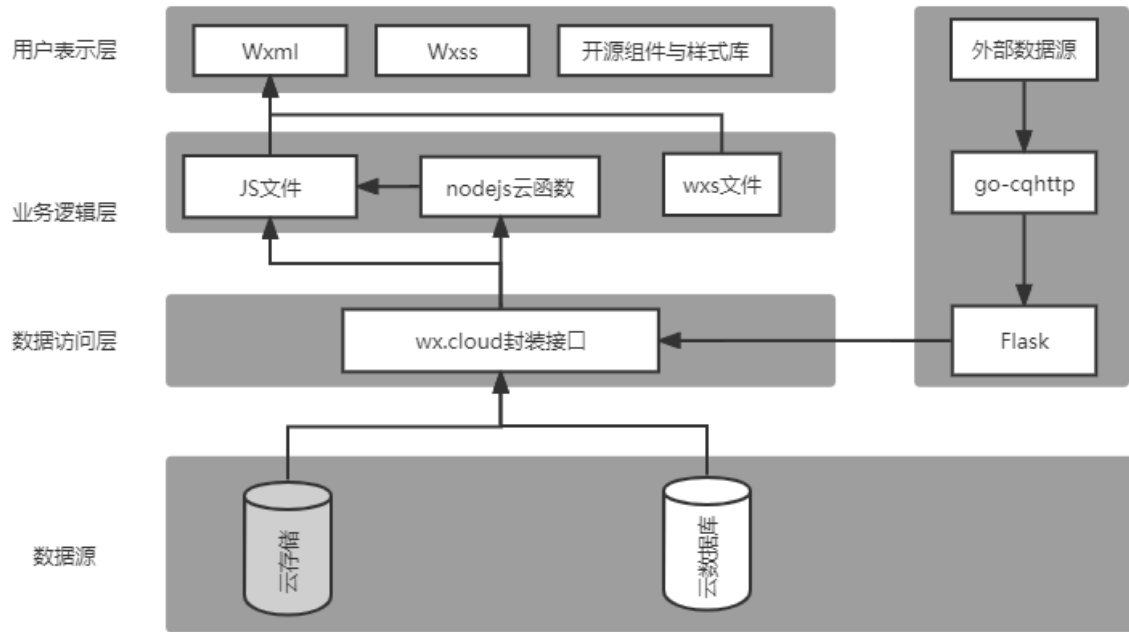 用户表示层
Wxml
Wxss
开源组件与样式库
外部数据源
业务逻辑层
JS文件
nodejs云函数
wxs文件
go-cqhttp
数据访问层
wx.cloud封装接口
Flask
数据源
云存储
云数据库